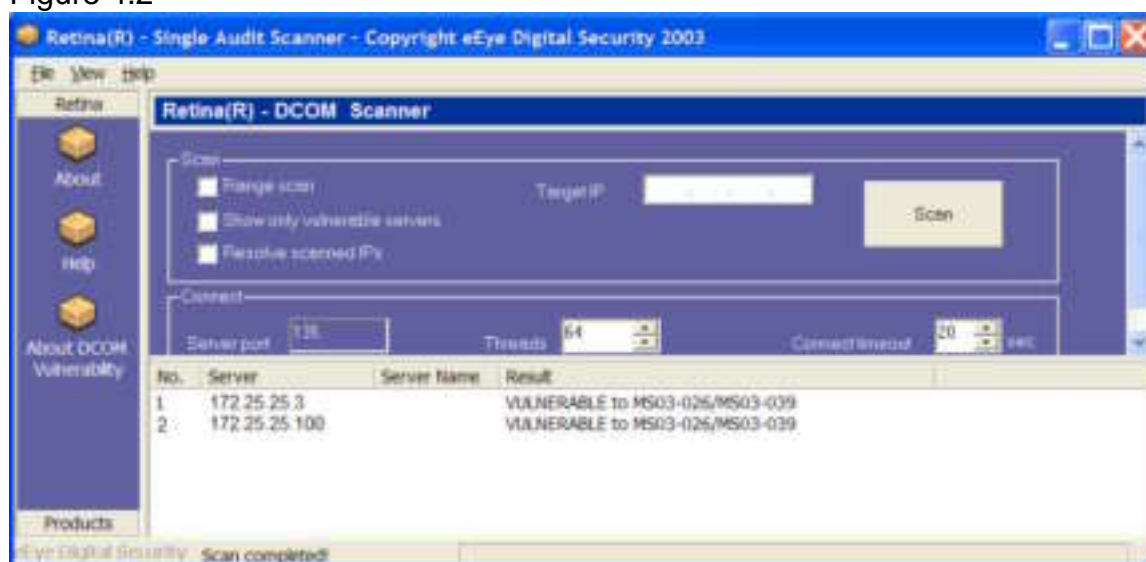 Figure 4.2
Retina(R) - Single Audit Scanner - Copyright eEye Digital Security 2003
File View Help
Retina
About
Help
About DCOM Vulnerability
Products
Retina(R) - DCOM Scanner
Scan
Range scan
Show only vulnerable servers
Resolve scanned IPs
Target IP
Scan
Connect
Server port 135
Threads 64
Connect timeout 20 sec
No. Server Server Name Result
1 172.25.25.3 VULNERABLE to MS03-026/MS03-039
2 172.25.25.100 VULNERABLE to MS03-026/MS03-039
eEye Digital Security Scan completed!